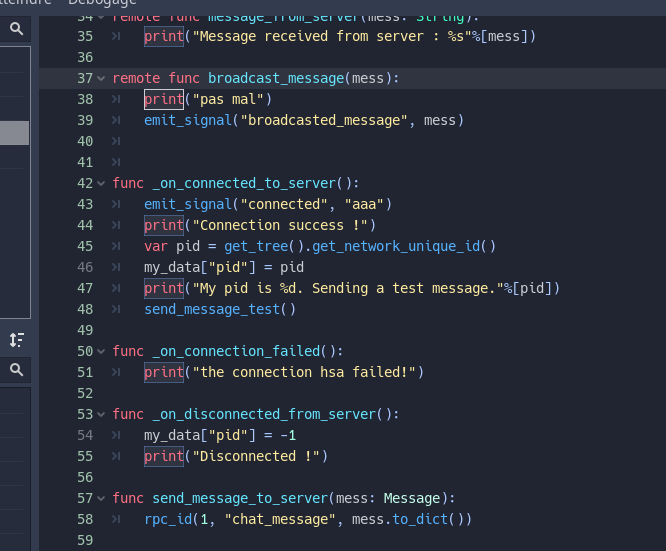 Débogage
34 remote func message_from_server(mess: String):
35 print("Message received from server : %s"%[mess])
36
37 remote func broadcast_message(mess):
38 print("pas mal")
39 emit_signal("broadcasted_message", mess)
40
41
42 func _on_connected_to_server():
43 emit_signal("connected", "aaa")
44 print("Connection success !")
45 var pid = get_tree().get_network_unique_id()
46 my_data["pid"] = pid
47 print("My pid is %d. Sending a test message."%[pid])
48 send_message_test()
49
50 func _on_connection_failed():
51 print("the connection hsa failed!")
52
53 func _on_disconnected_from_server():
54 my_data["pid"] = -1
55 print("Disconnected !")
56
57 func send_message_to_server(mess: Message):
58 rpc_id(1, "chat_message", mess.to_dict())
59